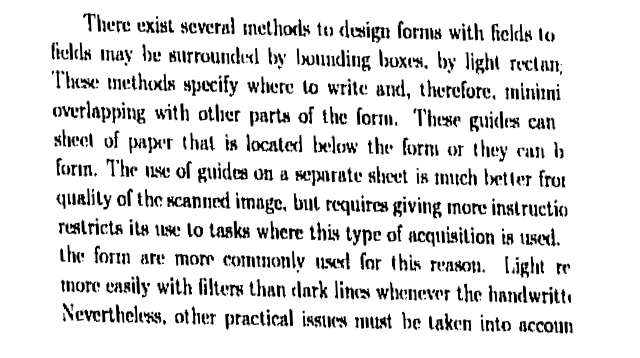 There exist several methods to design forms with fields to
fields may be surrounded by bounding boxes, by light rectan
These methods specify where to write and, therefore, minimi
overlapping with other parts of the form. These guides can
sheet of paper that is located below the form or they can b
form. The use of guides on a separate sheet is much better fro
quality of the scanned image, but requires giving more instructio
restricts its use to tasks where this type of acquisition is used.
the form are more commonly used for this reason. Light re
more easily with filters than dark lines whenever the handwritt
Nevertheless, other practical issues must be taken into accoun